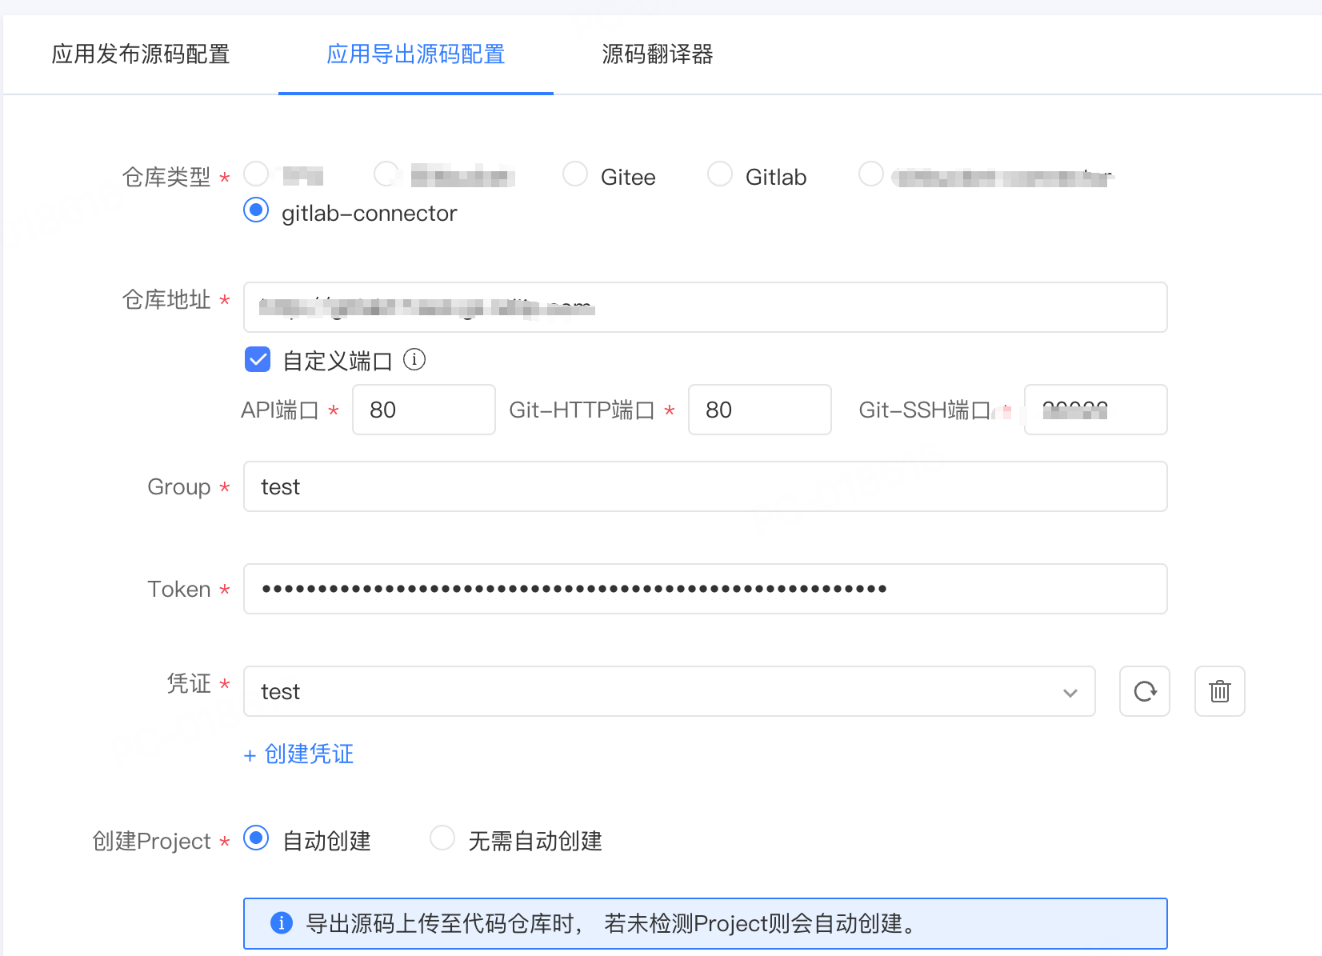 应用发布源码配置 应用导出源码配置 源码翻译器
仓库类型 * Gitee Gitlab
gitlab-connector
仓库地址 *
自定义端口
API端口 * 80 Git-HTTP端口 * 80 Git-SSH端口 *
Group * test
Token * ••••••••••••••••••••••••••••••••••••••••••••••••••••••••
凭证 * test
+ 创建凭证
创建Project * 自动创建 无需自动创建
导出源码上传至代码仓库时， 若未检测Project则会自动创建。